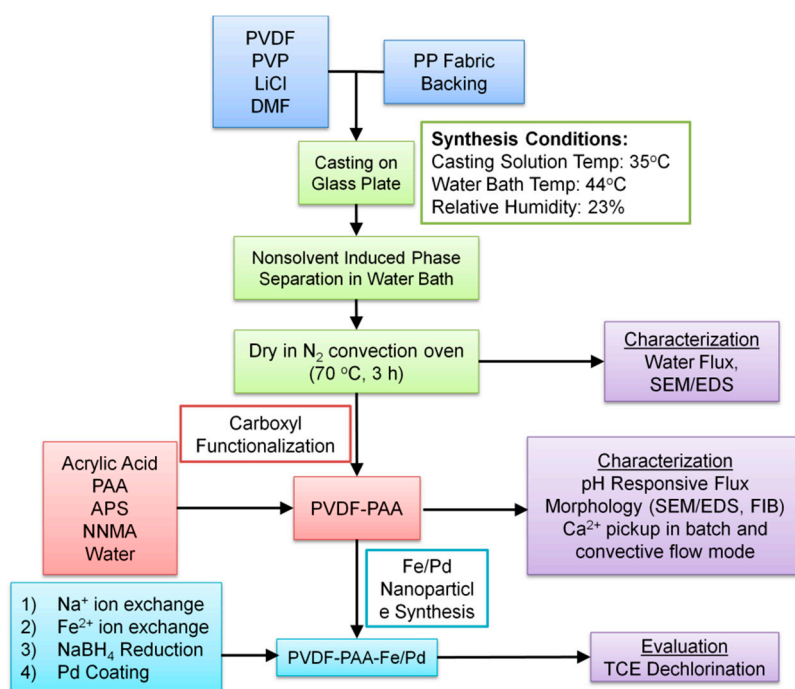 PVDF
PVP
LiCl
DMF
PP Fabric
Backing
Casting on
Glass Plate
Synthesis Conditions:
Casting Solution Temp: 35°C
Water Bath Temp: 44°C
Relative Humidity: 23%
Nonsolvent Induced Phase
Separation in Water Bath
Dry in N₂ convection oven
(70 °C, 3 h)
Characterization
Water Flux,
SEM/EDS
Carboxyl
Functionalization
Acrylic Acid
PAA
APS
NNMA
Water
PVDF-PAA
Characterization
pH Responsive Flux
Morphology (SEM/EDS, FIB)
Ca²⁺ pickup in batch and
convective flow mode
Fe/Pd
Nanoparticl
e Synthesis
1) Na⁺ ion exchange
2) Fe²⁺ ion exchange
3) NaBH₄ Reduction
4) Pd Coating
PVDF-PAA-Fe/Pd
Evaluation
TCE Dechlorination